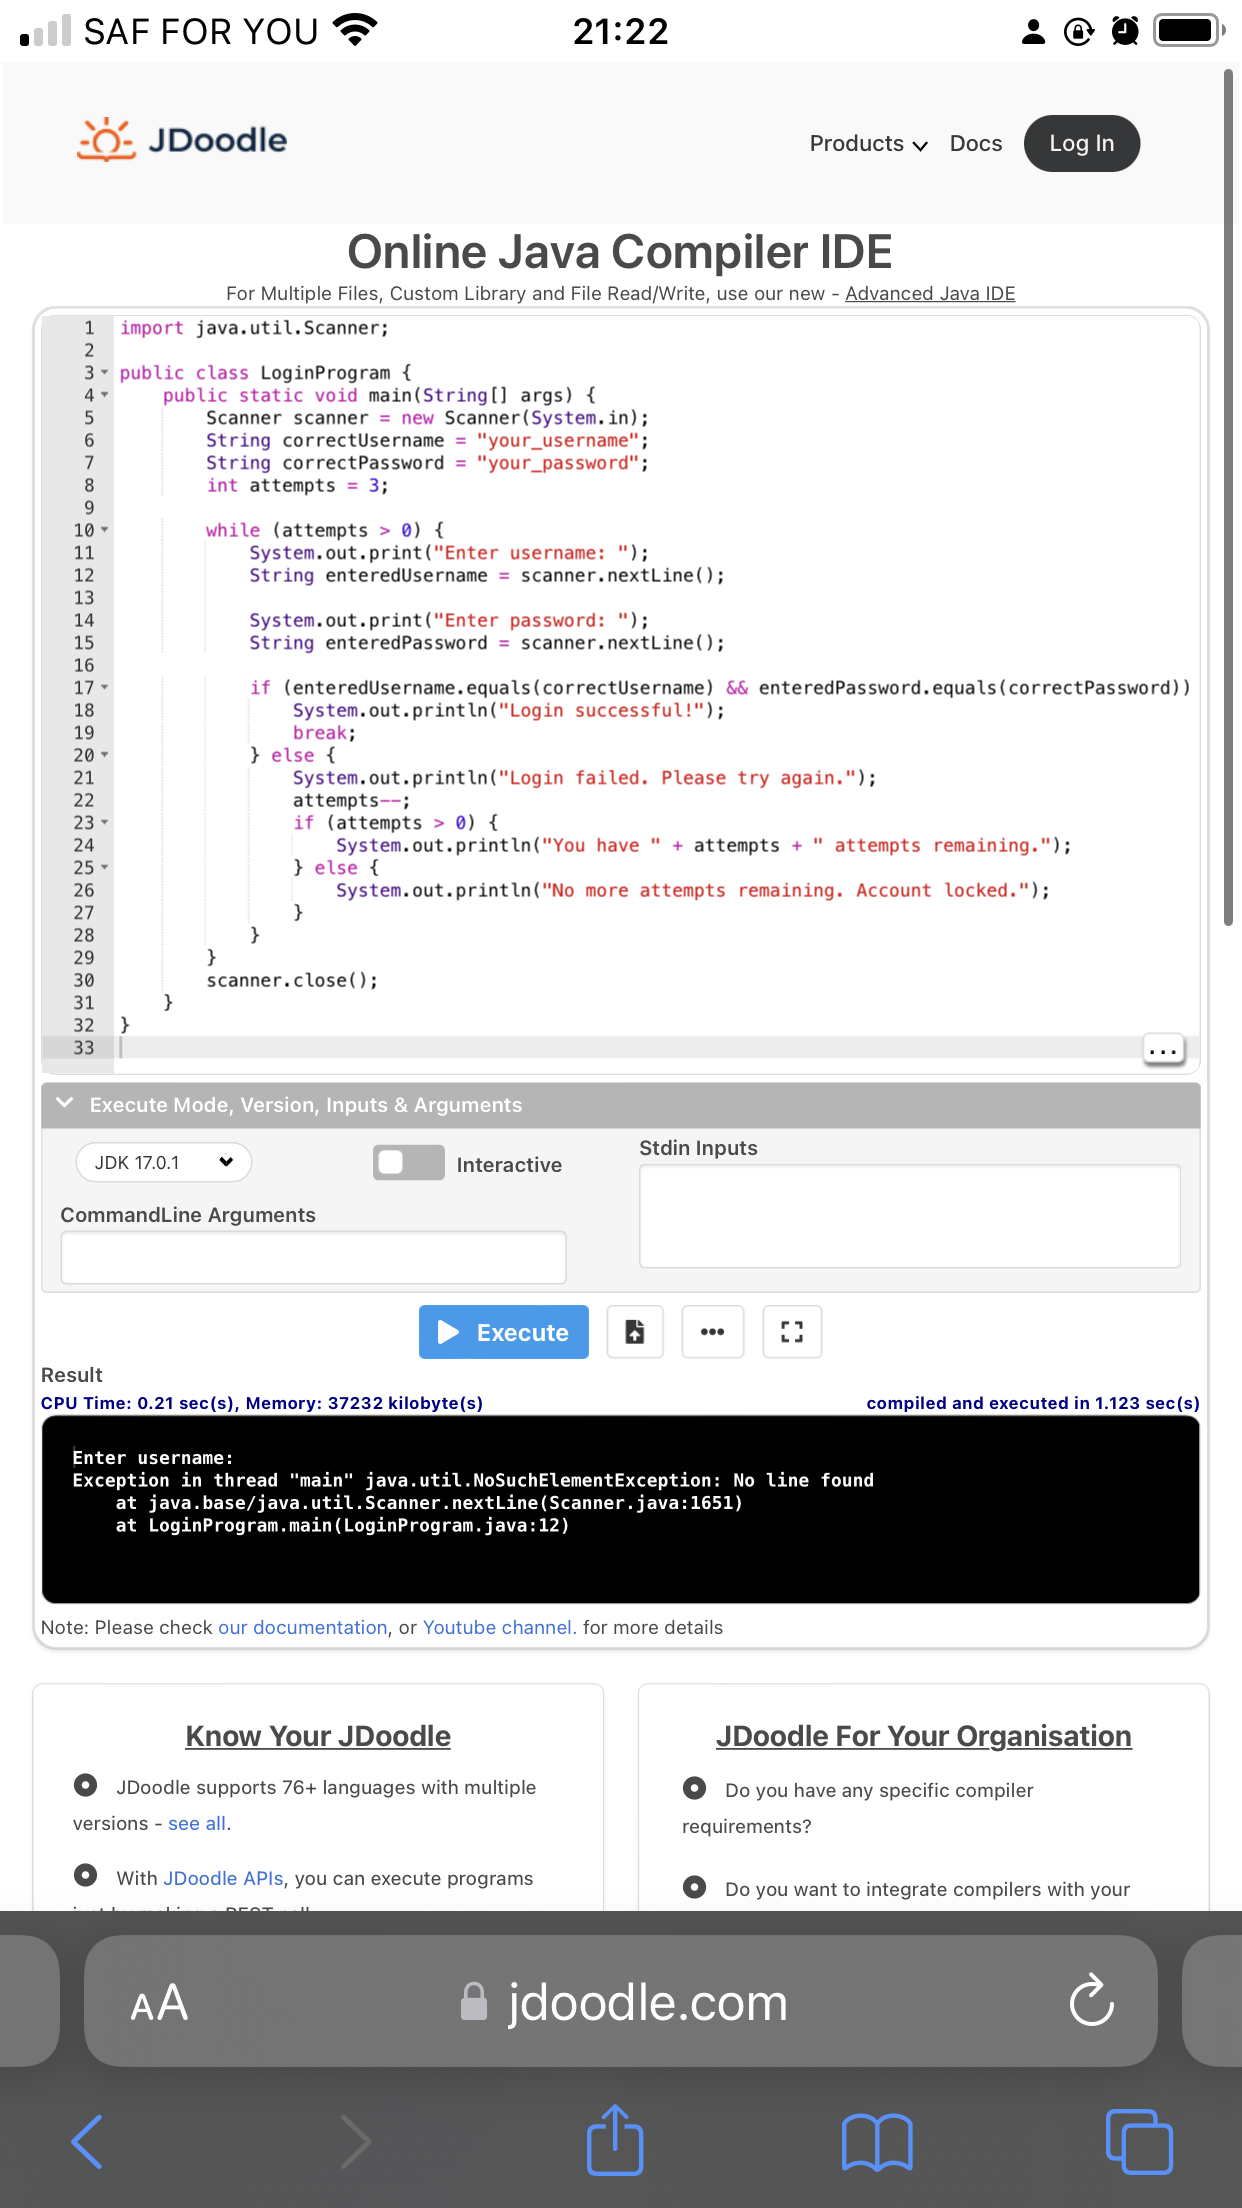 SAF FOR YOU 21:22
JDoodle Products Docs Log In
Online Java Compiler IDE
For Multiple Files, Custom Library and File Read/Write, use our new - Advanced Java IDE
1 import java.util.Scanner;
2
3 public class LoginProgram {
4     public static void main(String[] args) {
5         Scanner scanner = new Scanner(System.in);
6         String correctUsername = "your_username";
7         String correctPassword = "your_password";
8         int attempts = 3;
9
10         while (attempts > 0) {
11             System.out.print("Enter username: ");
12             String enteredUsername = scanner.nextLine();
13
14             System.out.print("Enter password: ");
15             String enteredPassword = scanner.nextLine();
16
17             if (enteredUsername.equals(correctUsername) && enteredPassword.equals(correctPassword))
18                 System.out.println("Login successful!");
19                 break;
20             } else {
21                 System.out.println("Login failed. Please try again.");
22                 attempts--;
23                 if (attempts > 0) {
24                     System.out.println("You have " + attempts + " attempts remaining.");
25                 } else {
26                     System.out.println("No more attempts remaining. Account locked.");
27                 }
28             }
29         }
30         scanner.close();
31     }
32 }
33
...
Execute Mode, Version, Inputs & Arguments
JDK 17.0.1 Interactive
Stdin Inputs
CommandLine Arguments
Execute
Result
CPU Time: 0.21 sec(s), Memory: 37232 kilobyte(s) compiled and executed in 1.123 sec(s)
Enter username:
Exception in thread "main" java.util.NoSuchElementException: No line found
    at java.base/java.util.Scanner.nextLine(Scanner.java:1651)
    at LoginProgram.main(LoginProgram.java:12)
Note: Please check our documentation, or Youtube channel. for more details
Know Your JDoodle
JDoodle supports 76+ languages with multiple
versions - see all.
With JDoodle APIs, you can execute programs
JDoodle For Your Organisation
Do you have any specific compiler
requirements?
Do you want to integrate compilers with your
AA jdoodle.com